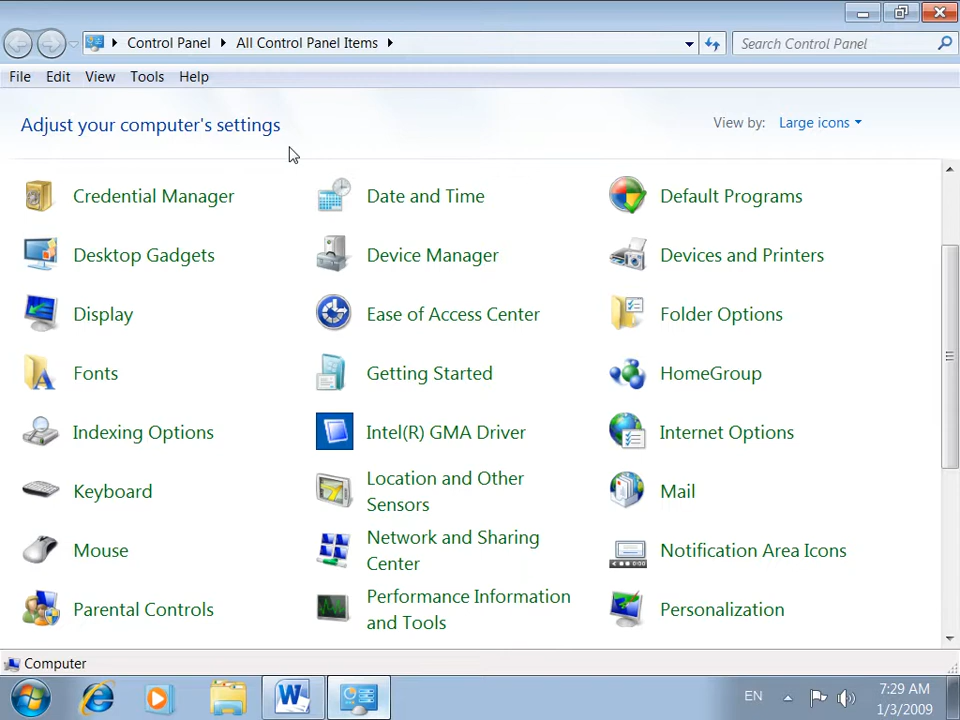 Control Panel
All Control Panel Items
Search Control Panel
File Edit View Tools Help
Adjust your computer's settings
View by: Large icons
Credential Manager
Date and Time
Default Programs
Desktop Gadgets
Device Manager
Devices and Printers
Display
Ease of Access Center
Folder Options
Fonts
Getting Started
HomeGroup
Indexing Options
Intel(R) GMA Driver
Internet Options
Keyboard
Location and Other
Sensors
Mail
Mouse
Network and Sharing
Center
Notification Area Icons
Parental Controls
Performance Information
and Tools
Personalization
Computer
EN
7:29 AM
1/3/2009